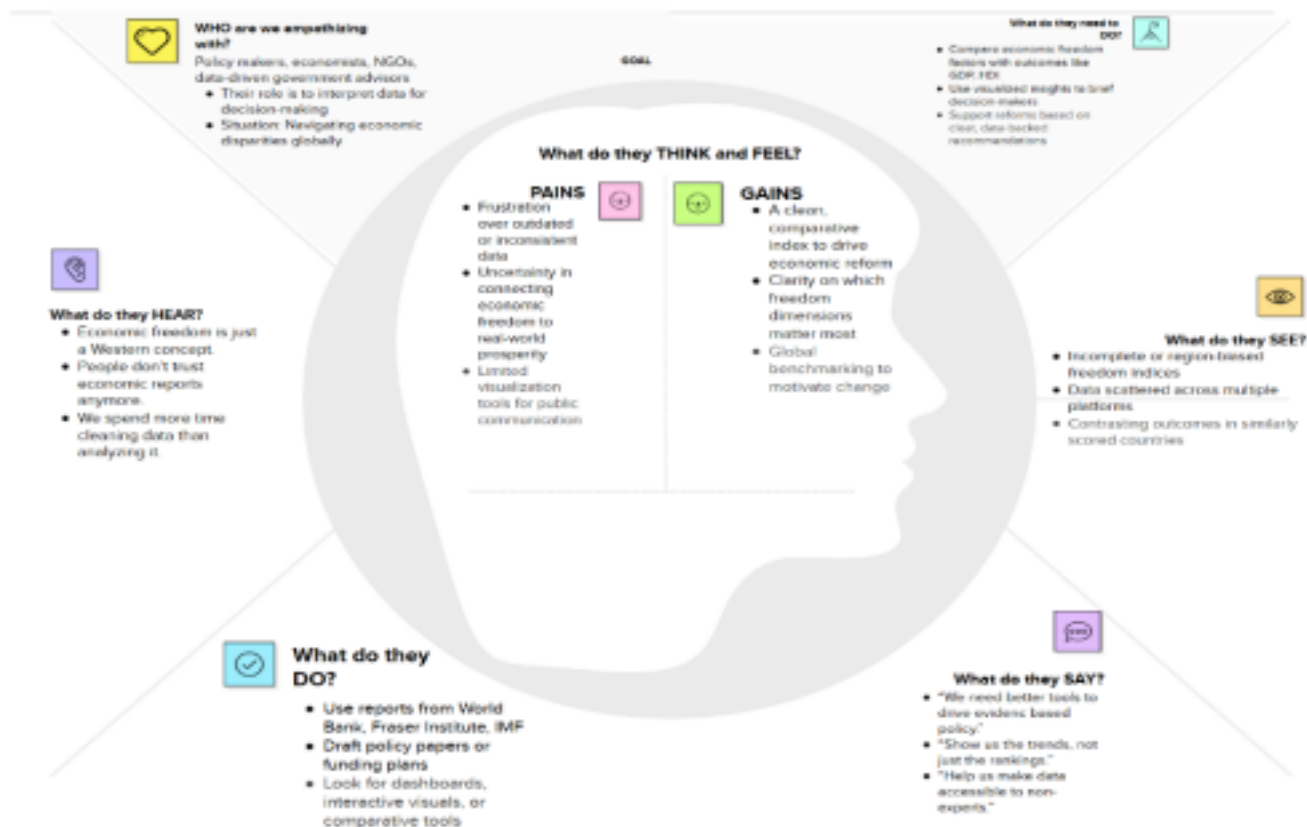 WHO are we empathizing
with?
Policy makers, economists, NGOs,
data-driven government advisors
• Their role is to interpret data for
decision-making
• Situation: Navigating economic
disparities globally
GOAL
What do they need to
DO?
• Compare economic freedom
factors with outcomes like
GDP, HDI
• Use visualized insights to brief
decision-makers
• Support reforms based on
clear, data-backed
recommendations
What do they THINK and FEEL?
PAINS
• Frustration
over outdated
or inconsistent
data
• Uncertainty in
connecting
economic
freedom to
real-world
prosperity
• Limited
visualization
tools for public
communication
GAINS
• A clean,
comparative
index to drive
economic reform
• Clarity on which
freedom
dimensions
matter most
• Global
benchmarking to
motivate change
What do they HEAR?
• Economic freedom is just
a Western concept.
• People don't trust
economic reports
anymore.
• We spend more time
cleaning data than
analyzing it.
What do they SEE?
• Incomplete or region-based
freedom indices
• Data scattered across multiple
platforms
• Contrasting outcomes in similarly
scored countries
What do they
DO?
• Use reports from World
Bank, Fraser Institute, IMF
• Draft policy papers or
funding plans
• Look for dashboards,
interactive visuals, or
comparative tools
What do they SAY?
• "We need better tools to
drive evidenc based
policy."
• "Show us the trends, not
just the rankings."
• "Help us make data
accessible to non-
experts."